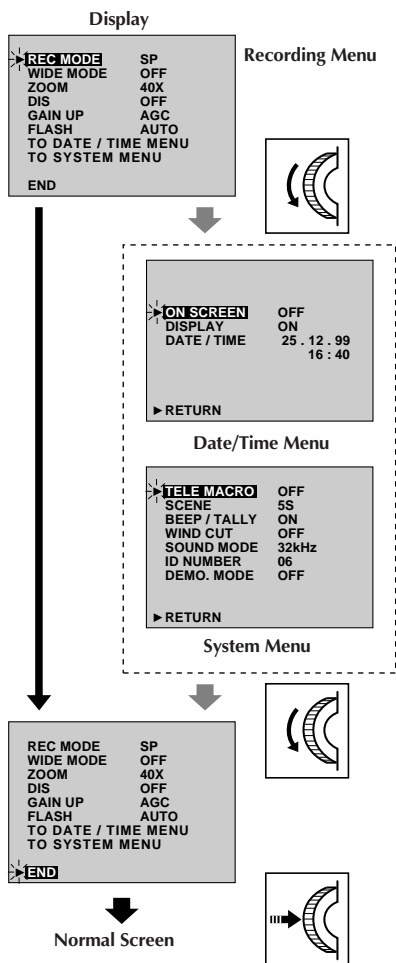 Display
Recording Menu
►REC MODE SP
WIDE MODE OFF
ZOOM 40X
DIS OFF
GAIN UP AGC
FLASH AUTO
TO DATE / TIME MENU
TO SYSTEM MENU
END
►ON SCREEN OFF
DISPLAY ON
DATE / TIME 25 . 12 . 99
16 : 40
►RETURN
Date/Time Menu
►TELE MACRO OFF
SCENE 5S
BEEP / TALLY ON
WIND CUT OFF
SOUND MODE 32kHz
ID NUMBER 06
DEMO. MODE OFF
►RETURN
System Menu
REC MODE SP
WIDE MODE OFF
ZOOM 40X
DIS OFF
GAIN UP AGC
FLASH AUTO
TO DATE / TIME MENU
TO SYSTEM MENU
►END
Normal Screen